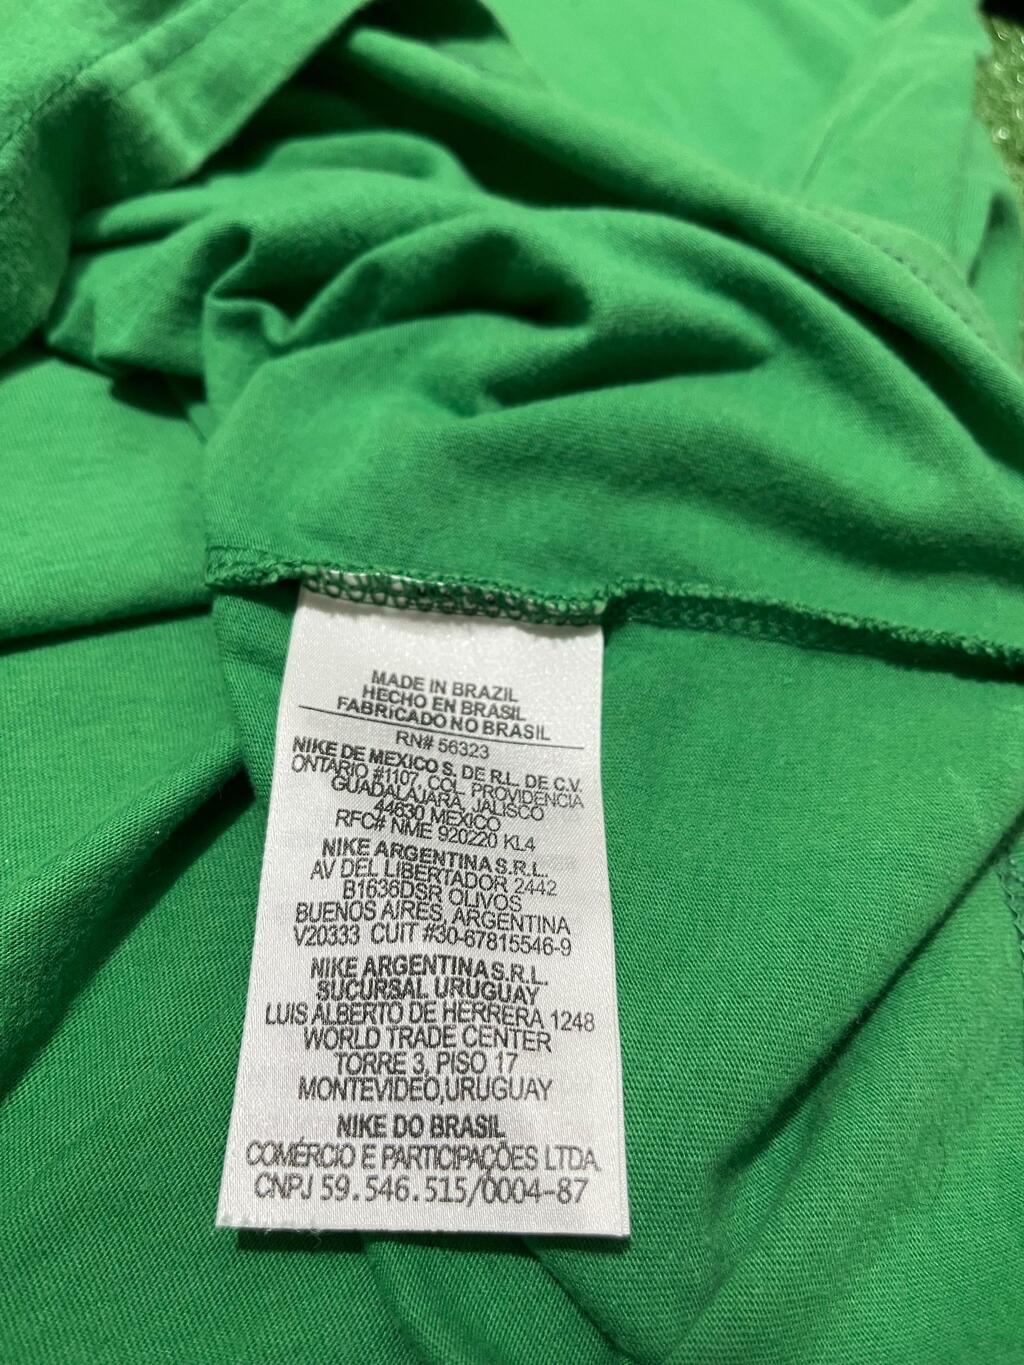 MADE IN BRAZIL
HECHO EN BRASIL
FABRICADO NO BRASIL
RN# 56323
NIKE DE MEXICO S. DE R.L. DE C.V.
ONTARIO #1107, COL. PROVIDENCIA
GUADALAJARA, JALISCO
44630 MEXICO
RFC# NME 920220 KL4
NIKE ARGENTINA S.R.L.
AV DEL LIBERTADOR 2442
B1636DSR OLIVOS
BUENOS AIRES, ARGENTINA
V20333 CUIT #30-67815546-9
NIKE ARGENTINA S.R.L.
SUCURSAL URUGUAY
LUIS ALBERTO DE HERRERA 1248
WORLD TRADE CENTER
TORRE 3, PISO 17
MONTEVIDEO,URUGUAY
NIKE DO BRASIL
COMÉRCIO E PARTICIPAÇÕES LTDA
CNPJ 59.546.515/0004-87